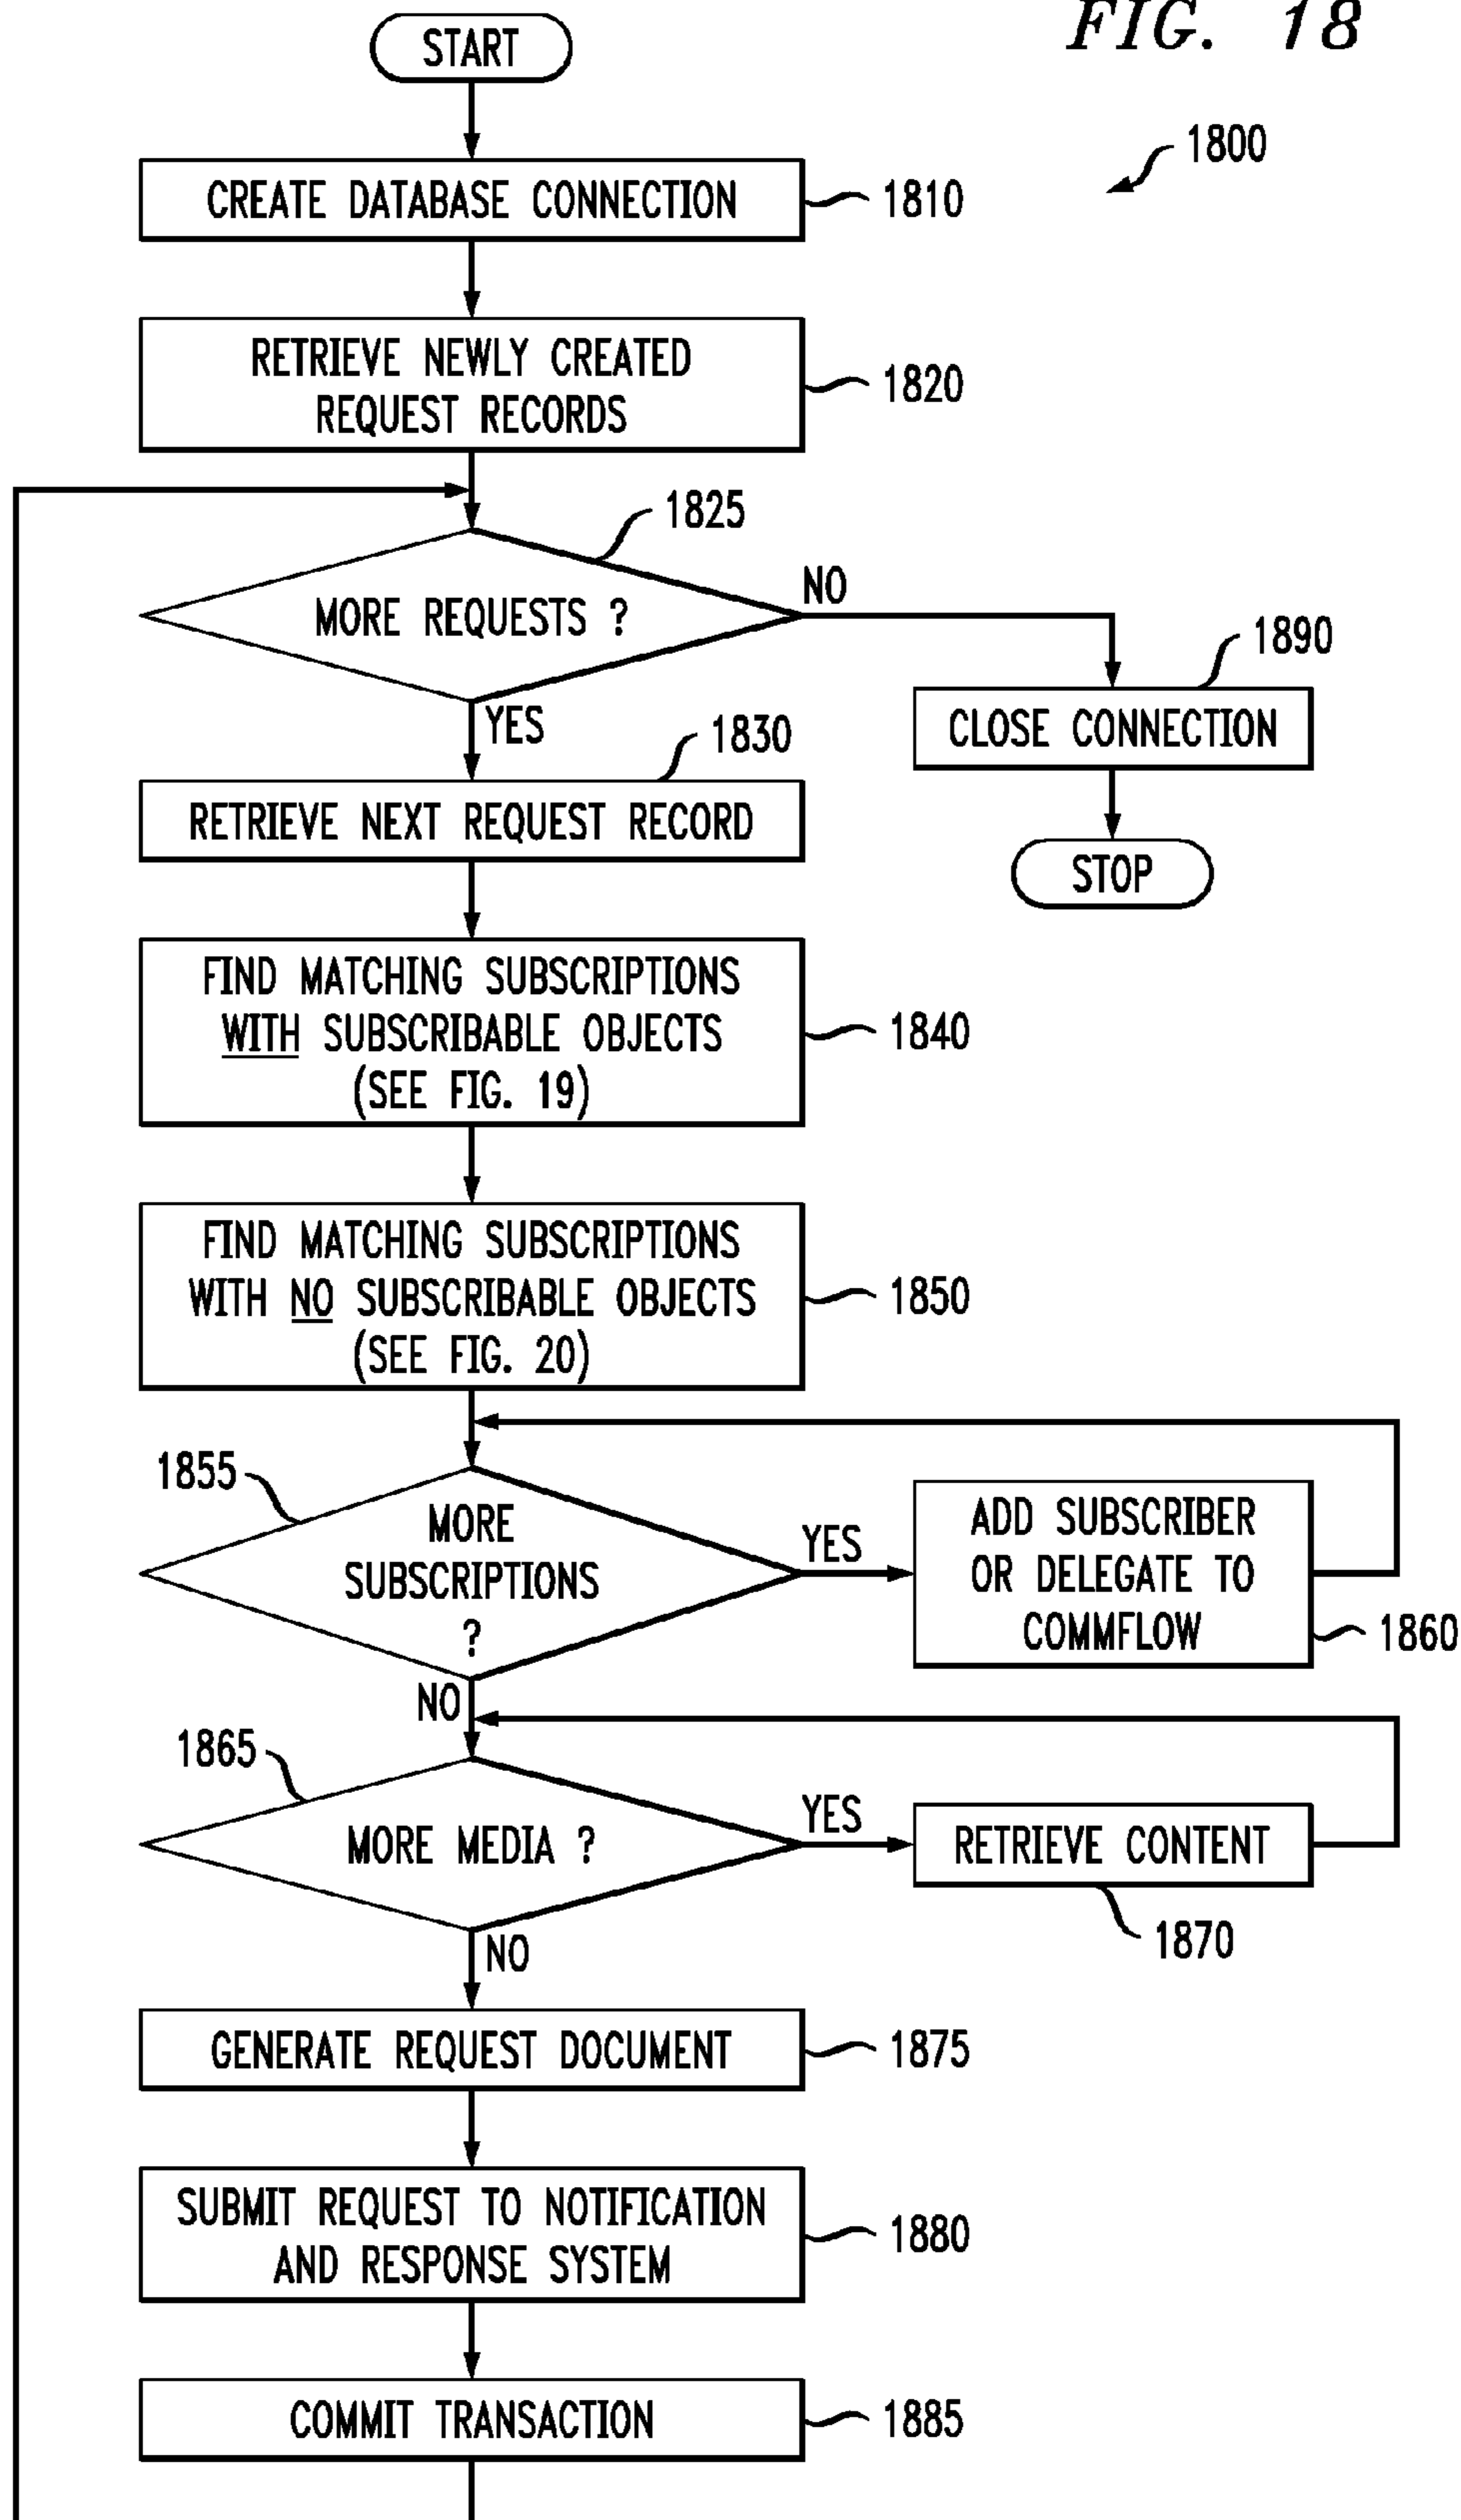 FIG. 18
START
1800
CREATE DATABASE CONNECTION
1810
RETRIEVE NEWLY CREATED
REQUEST RECORDS
1820
1825
MORE REQUESTS ?
NO
YES
1890
CLOSE CONNECTION
STOP
1830
RETRIEVE NEXT REQUEST RECORD
FIND MATCHING SUBSCRIPTIONS
WITH SUBSCRIBABLE OBJECTS
(SEE FIG. 19)
1840
FIND MATCHING SUBSCRIPTIONS
WITH NO SUBSCRIBABLE OBJECTS
(SEE FIG. 20)
1850
1855
MORE
SUBSCRIPTIONS
?
YES
ADD SUBSCRIBER
OR DELEGATE TO
COMMFLOW
1860
NO
1865
MORE MEDIA ?
YES
RETRIEVE CONTENT
1870
NO
GENERATE REQUEST DOCUMENT
1875
SUBMIT REQUEST TO NOTIFICATION
AND RESPONSE SYSTEM
1880
COMMIT TRANSACTION
1885